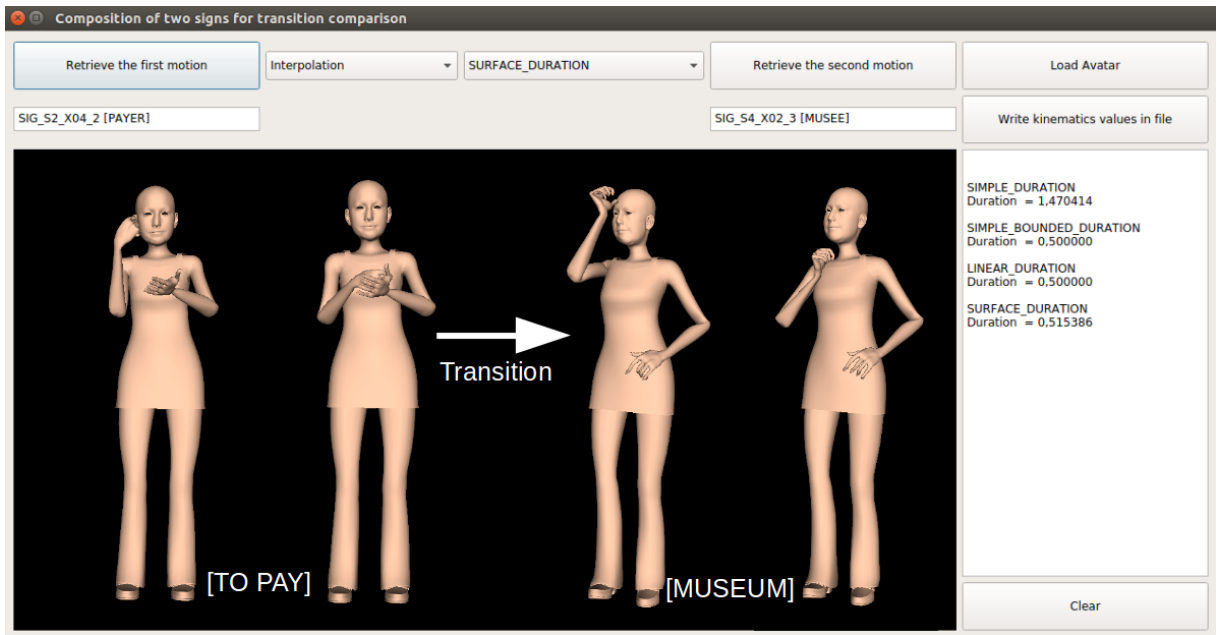 Composition of two signs for transition comparison
Retrieve the first motion
Interpolation
SURFACE_DURATION
Retrieve the second motion
Load Avatar
SIG_S2_X04_2 [PAYER]
SIG_S4_X02_3 [MUSEE]
Write kinematics values in file
SIMPLE_DURATION
Duration = 1,470414
SIMPLE_BOUNDED_DURATION
Duration = 0,500000
LINEAR_DURATION
Duration = 0,500000
SURFACE_DURATION
Duration = 0,515386
Transition
[TO PAY]
[MUSEUM]
Clear